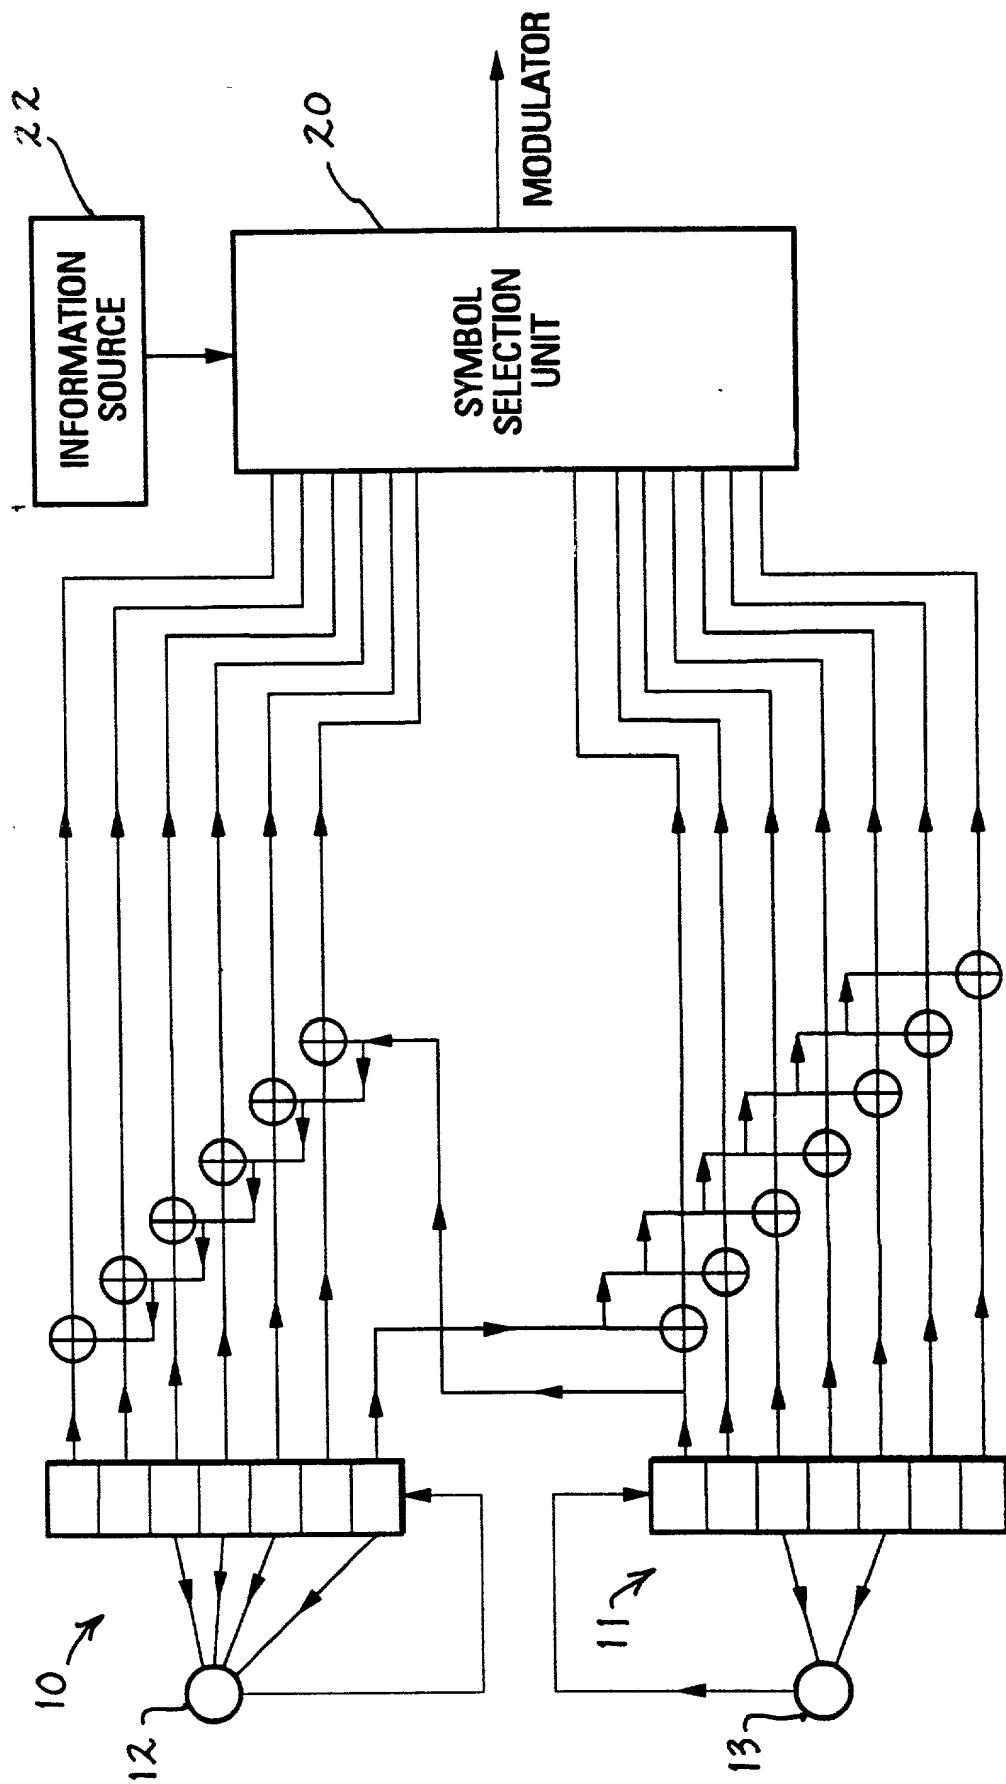 22
INFORMATION
SOURCE
20
SYMBOL
SELECTION
UNIT
MODULATOR
10
12
11
13